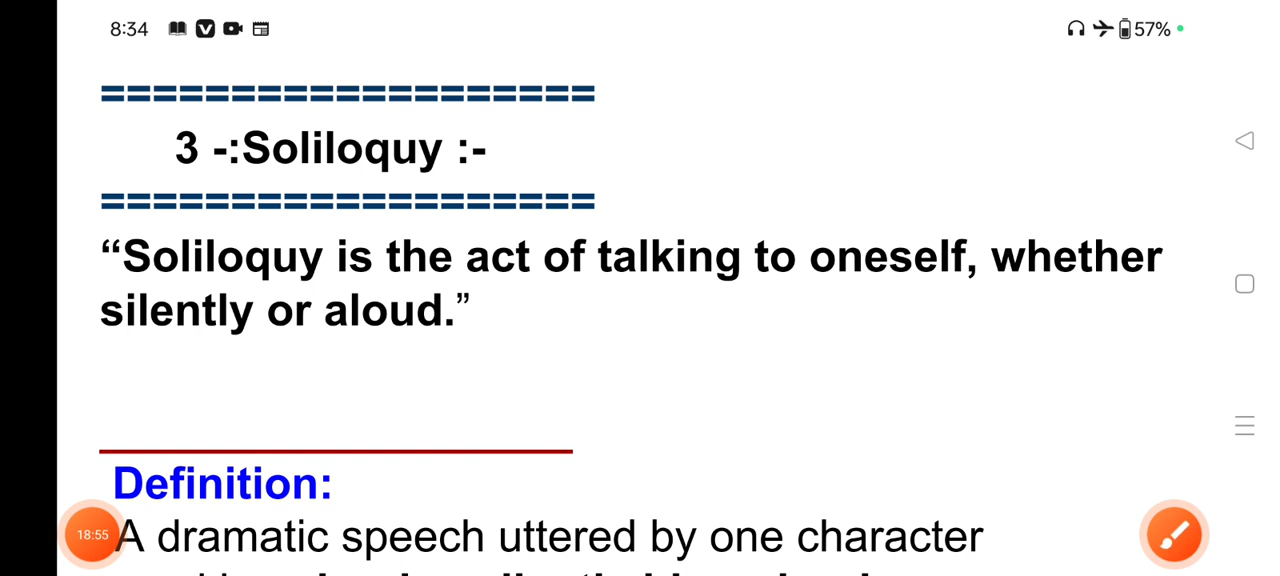 8:34
57%
===================
3 -:Soliloquy :-
===================
“Soliloquy is the act of talking to oneself, whether
silently or aloud.”
Definition:
18:55
A dramatic speech uttered by one character